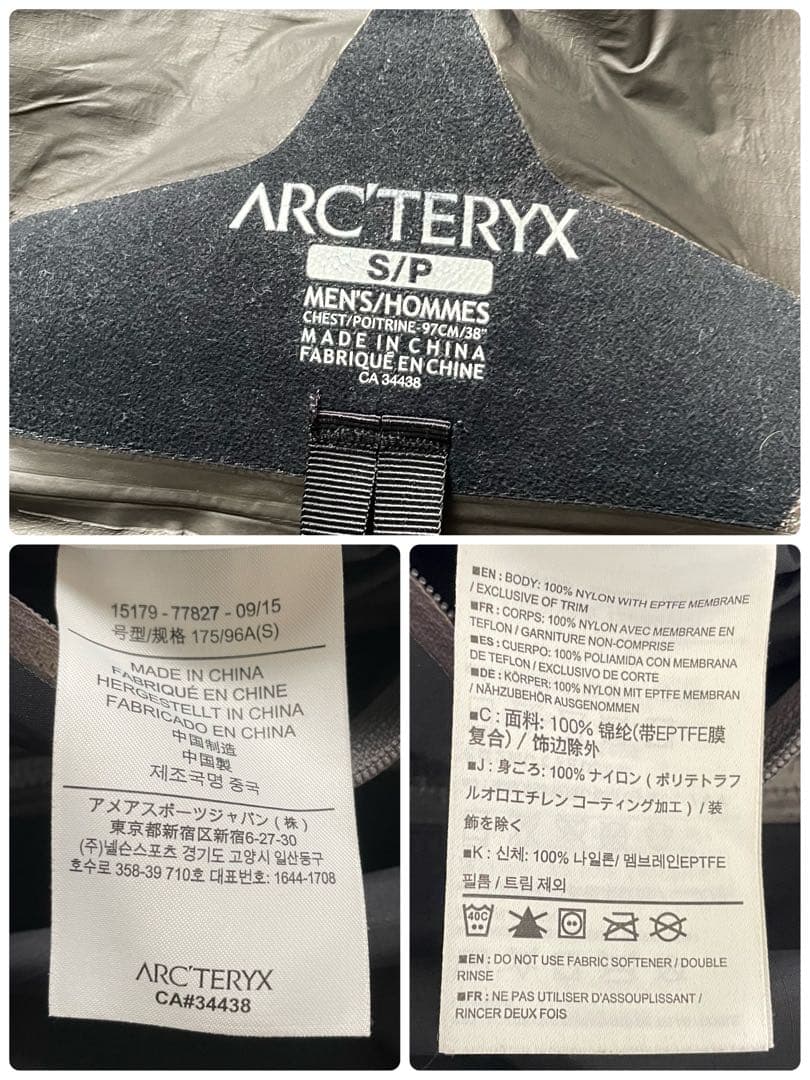 ARC'TERYX
S/P
MEN'S/HOMMES
CHEST/POITRINE-97CM/38"
MADE IN CHINA
FABRIQUÉ EN CHINE
CA 34438
15179 - 77827 - 09/15
号型/规格 175/96A(S)
MADE IN CHINA
FABRIQUÉ EN CHINE
HERGESTELLT IN CHINA
FABRICADO EN CHINA
中国制造
中国製
제조국명 중국
アメアスポーツジャパン (株)
東京都新宿区新宿6-27-30
(주)넬슨스포츠 경기도 고양시 일산동구
호수로 358-39 710호 대표번호: 1644-1708
ARC'TERYX
CA#34438
■EN : BODY: 100% NYLON WITH EPTFE MEMBRANE
/ EXCLUSIVE OF TRIM
■FR : CORPS: 100% NYLON AVEC MEMBRANE EN
TEFLON / GARNITURE NON-COMPRISE
■ES : CUERPO: 100% POLIAMIDA CON MEMBRANA
DE TEFLON / EXCLUSIVO DE CORTE
■DE : KÖRPER: 100% NYLON MIT EPTFE MEMBRAN
/ NÄHZUBEHÖR AUSGENOMMEN
■C : 面料: 100% 锦纶(带EPTFE膜
复合) / 饰边除外
■J : 身ごろ: 100% ナイロン ( ポリテトラフ
ルオロエチレン コーティング加工 ) / 装
飾を除く
■K : 신체: 100% 나일론/ 멤브레인EPTFE
필름 / 트림 제외
40C
■EN : DO NOT USE FABRIC SOFTENER / DOUBLE
RINSE
■FR : NE PAS UTILISER D'ASSOUPLISSANT /
RINCER DEUX FOIS